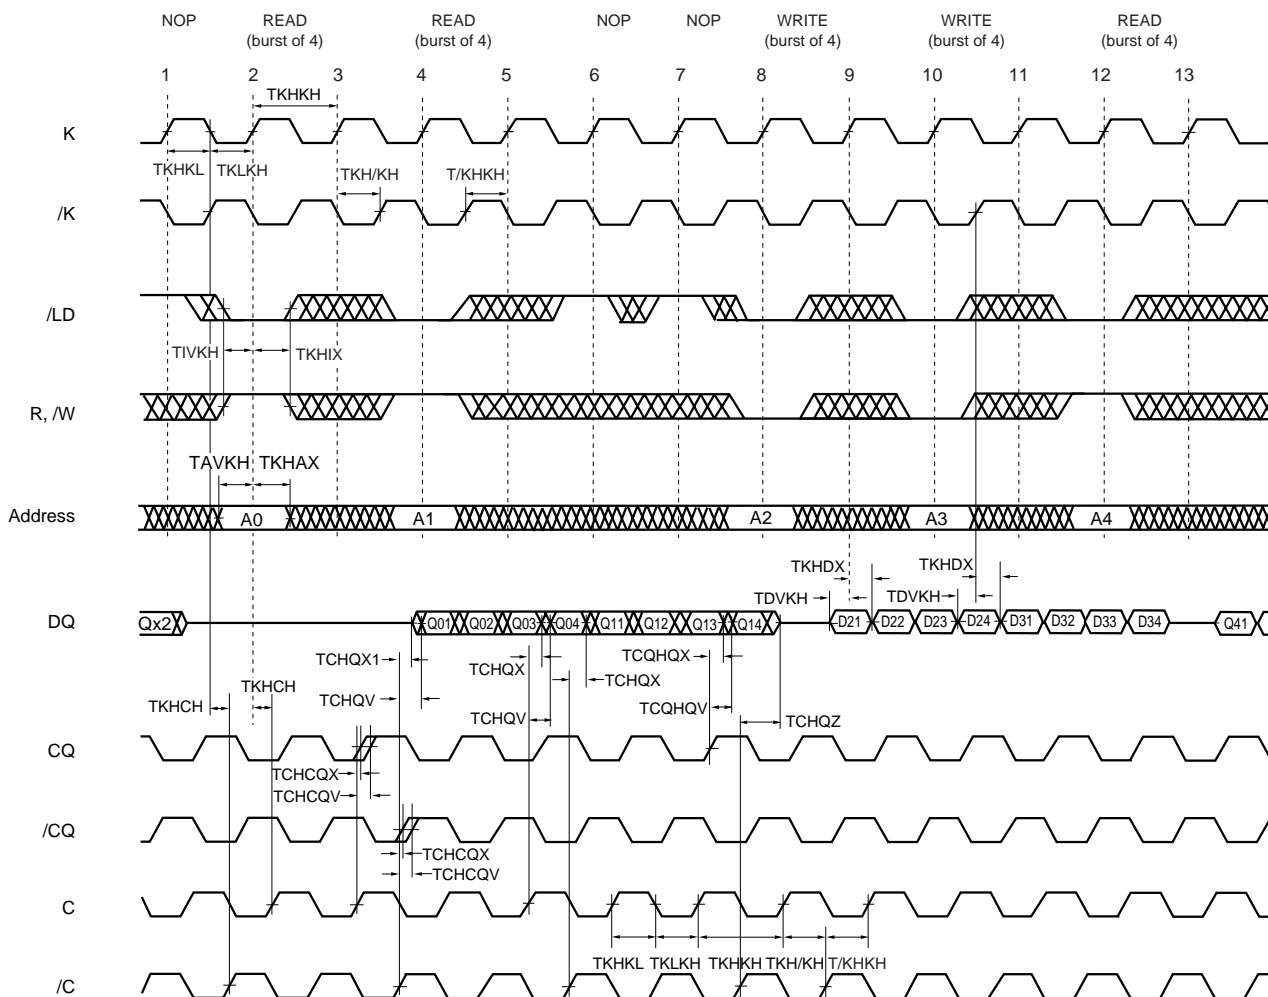 NOP READ READ NOP NOP WRITE WRITE READ
(burst of 4) (burst of 4) (burst of 4) (burst of 4) (burst of 4)
1 2 3 4 5 6 7 8 9 10 11 12 13
TKHKH
K
TKHKL TKLKH TKH/KH T/KHKH
/K
/LD
TIVKH TKHIX
R, /W
TAVKH TKHAX
Address A0 A1 A2 A3 A4
TKHDX TKHDX
TDVKH TDVKH
DQ Qx2 Q01 Q02 Q03 Q04 Q11 Q12 Q13 Q14 D21 D22 D23 D24 D31 D32 D33 D34 Q41
TCHQX1 TCHQX TCQHQX
TKHCH TCHQX
TKHCH TCHQV TCQHQV
TCHQV TCHQZ
CQ
TCHCQX
TCHCQV
/CQ
TCHCQX
TCHCQV
C
TKHKL TKLKH TKHKH TKH/KH T/KHKH
/C